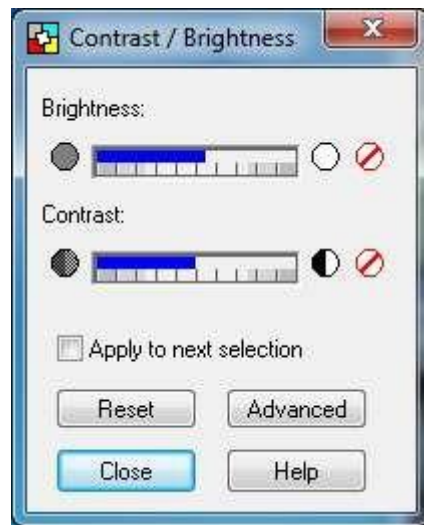 Contrast / Brightness
Brightness:
Contrast:
Apply to next selection
Reset Advanced
Close Help